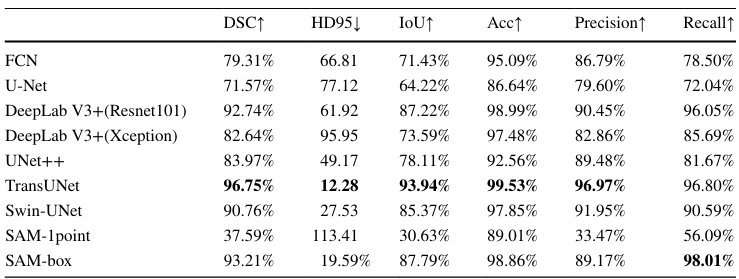 DSC↑ HD95↓ IoU↑ Acc↑ Precision↑ Recall↑
FCN 79.31% 66.81 71.43% 95.09% 86.79% 78.50%
U-Net 71.57% 77.12 64.22% 86.64% 79.60% 72.04%
DeepLab V3+(Resnet101) 92.74% 61.92 87.22% 98.99% 90.45% 96.05%
DeepLab V3+(Xception) 82.64% 95.95 73.59% 97.48% 82.86% 85.69%
UNet++ 83.97% 49.17 78.11% 92.56% 89.48% 81.67%
TransUNet 96.75% 12.28 93.94% 99.53% 96.97% 96.80%
Swin-UNet 90.76% 27.53 85.37% 97.85% 91.95% 90.59%
SAM-1point 37.59% 113.41 30.63% 89.01% 33.47% 56.09%
SAM-box 93.21% 19.59% 87.79% 98.86% 89.17% 98.01%